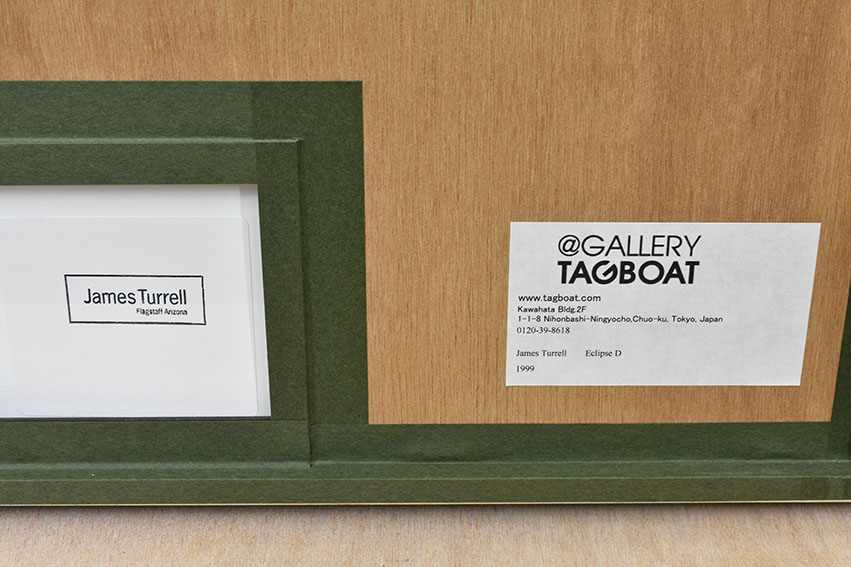 James Turrell
Flagstaff Arizona
@GALLERY
TAGBOAT
www.tagboat.com
Kawahata Bldg.2F
1-1-8 Nihonbashi-Ningyocho,Chuo-ku, Tokyo, Japan
0120-39-8618
James Turrell Eclipse D
1999